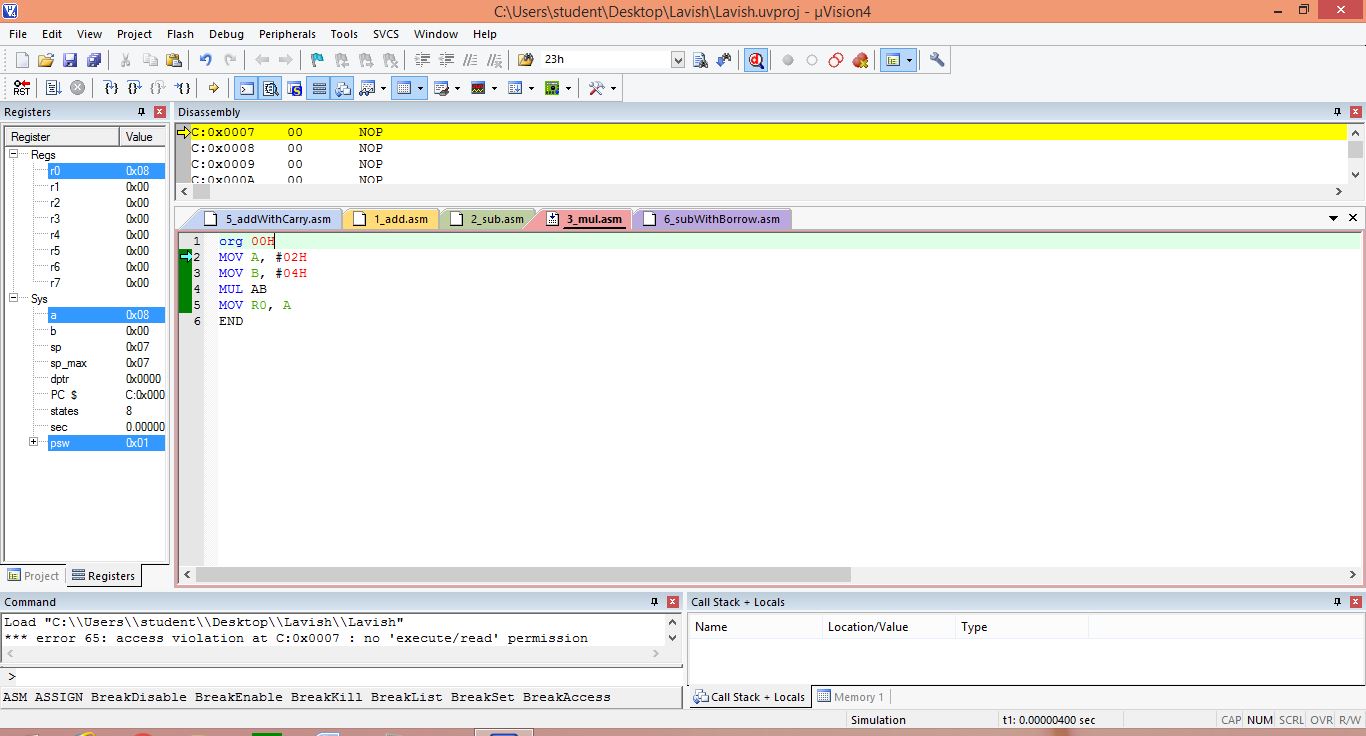 C:\Users\student\Desktop\Lavish\Lavish.uvproj - µVision4
File Edit View Project Flash Debug Peripherals Tools SVCS Window Help
23h
RST
Registers
Register Value
Regs
r0 0x08
r1 0x00
r2 0x00
r3 0x00
r4 0x00
r5 0x00
r6 0x00
r7 0x00
Sys
a 0x08
b 0x00
sp 0x07
sp_max 0x07
dptr 0x0000
PC $ C:0x000
states 8
sec 0.00000
psw 0x01
Project Registers
Disassembly
C:0x0007 00 NOP
C:0x0008 00 NOP
C:0x0009 00 NOP
C:0x000A 00 NOP
5_addWithCarry.asm 1_add.asm 2_sub.asm 3_mul.asm 6_subWithBorrow.asm
1 org 00H
2 MOV A, #02H
3 MOV B, #04H
4 MUL AB
5 MOV R0, A
6 END
Command
Load "C:\\Users\\student\\Desktop\\Lavish\\Lavish"
*** error 65: access violation at C:0x0007 : no 'execute/read' permission
>
ASM ASSIGN BreakDisable BreakEnable BreakKill BreakList BreakSet BreakAccess
Call Stack + Locals
Name Location/Value Type
Call Stack + Locals Memory 1
Simulation t1: 0.00000400 sec CAP NUM SCRL OVR R/W